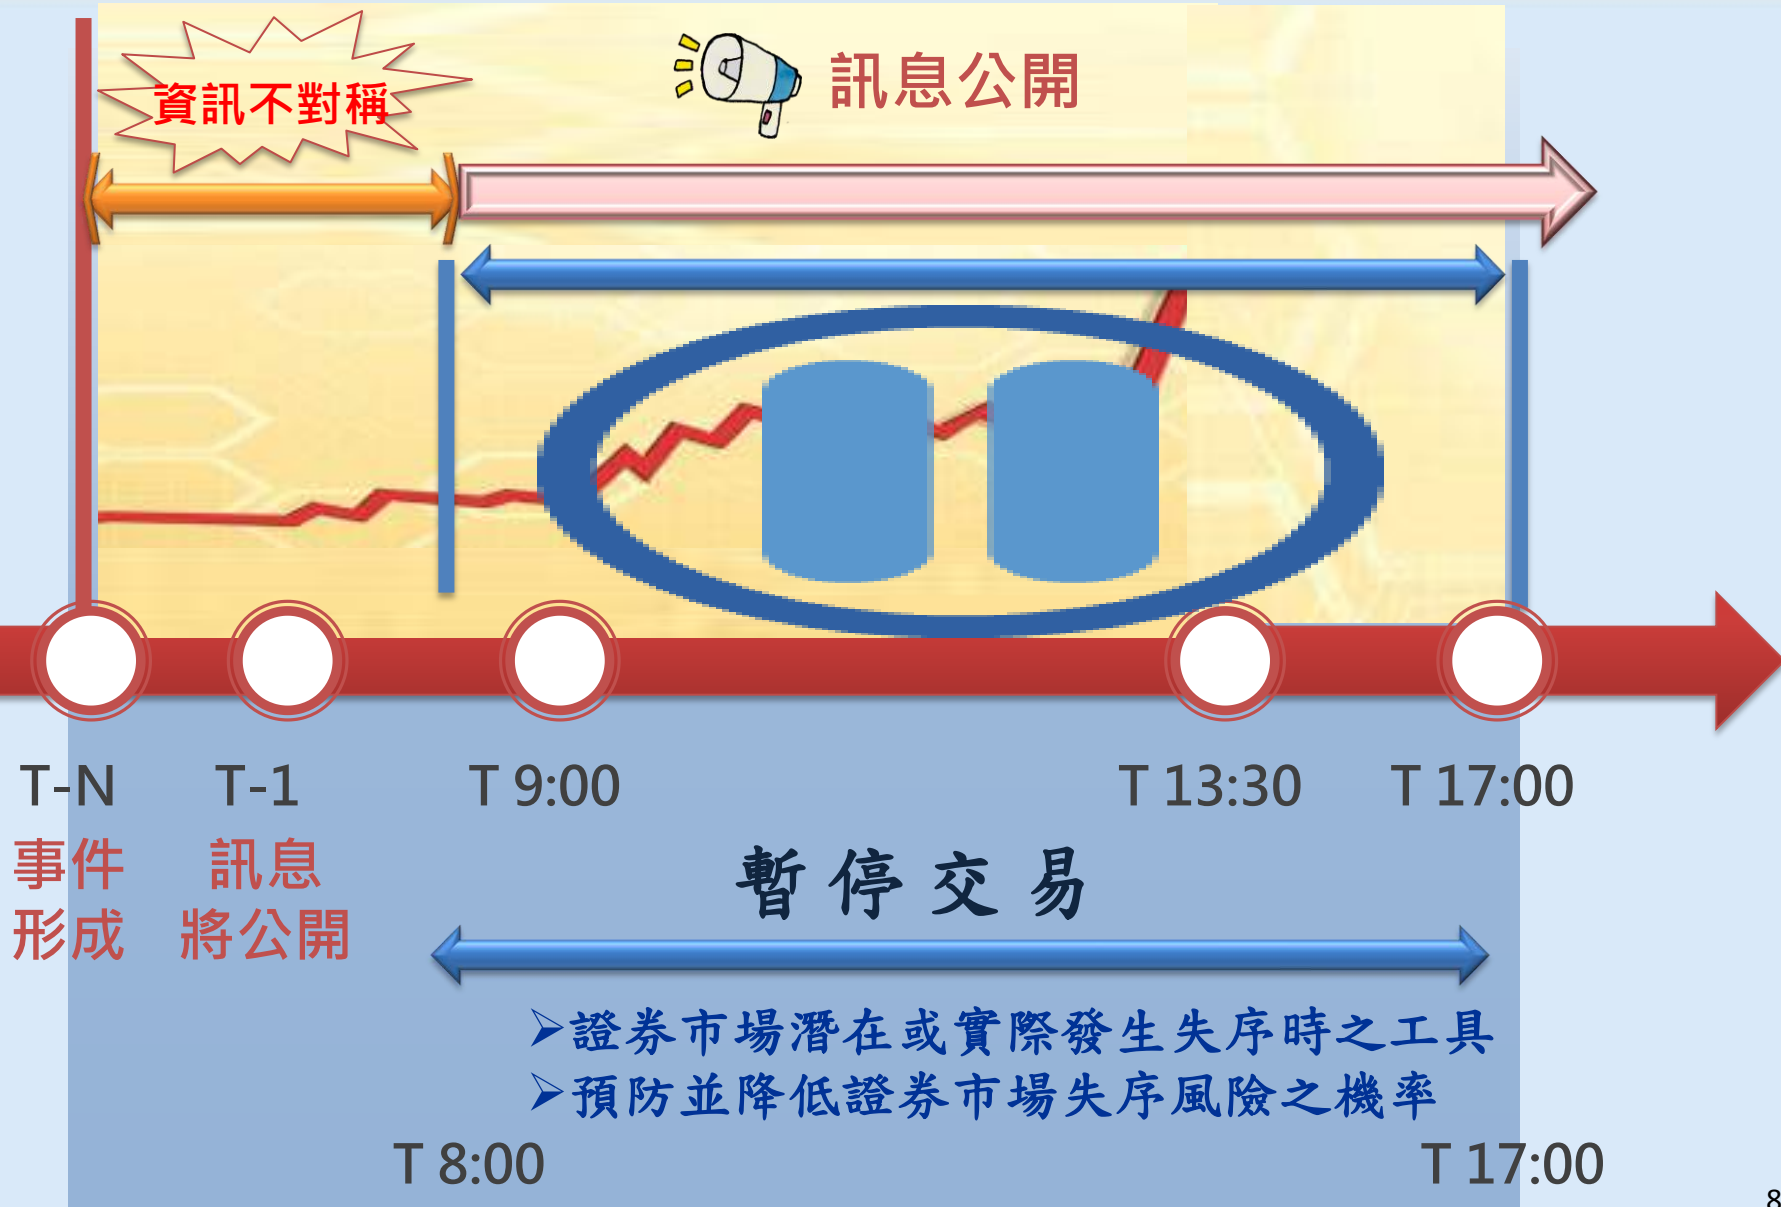 資訊不對稱
訊息公開
T-N
T-1
T 9:00
T 13:30
T 17:00
事件
形成
訊息
將公開
暫停交易
➢證券市場潛在或實際發生失序時之工具
➢預防並降低證券市場失序風險之機率
T 8:00
T 17:00
8